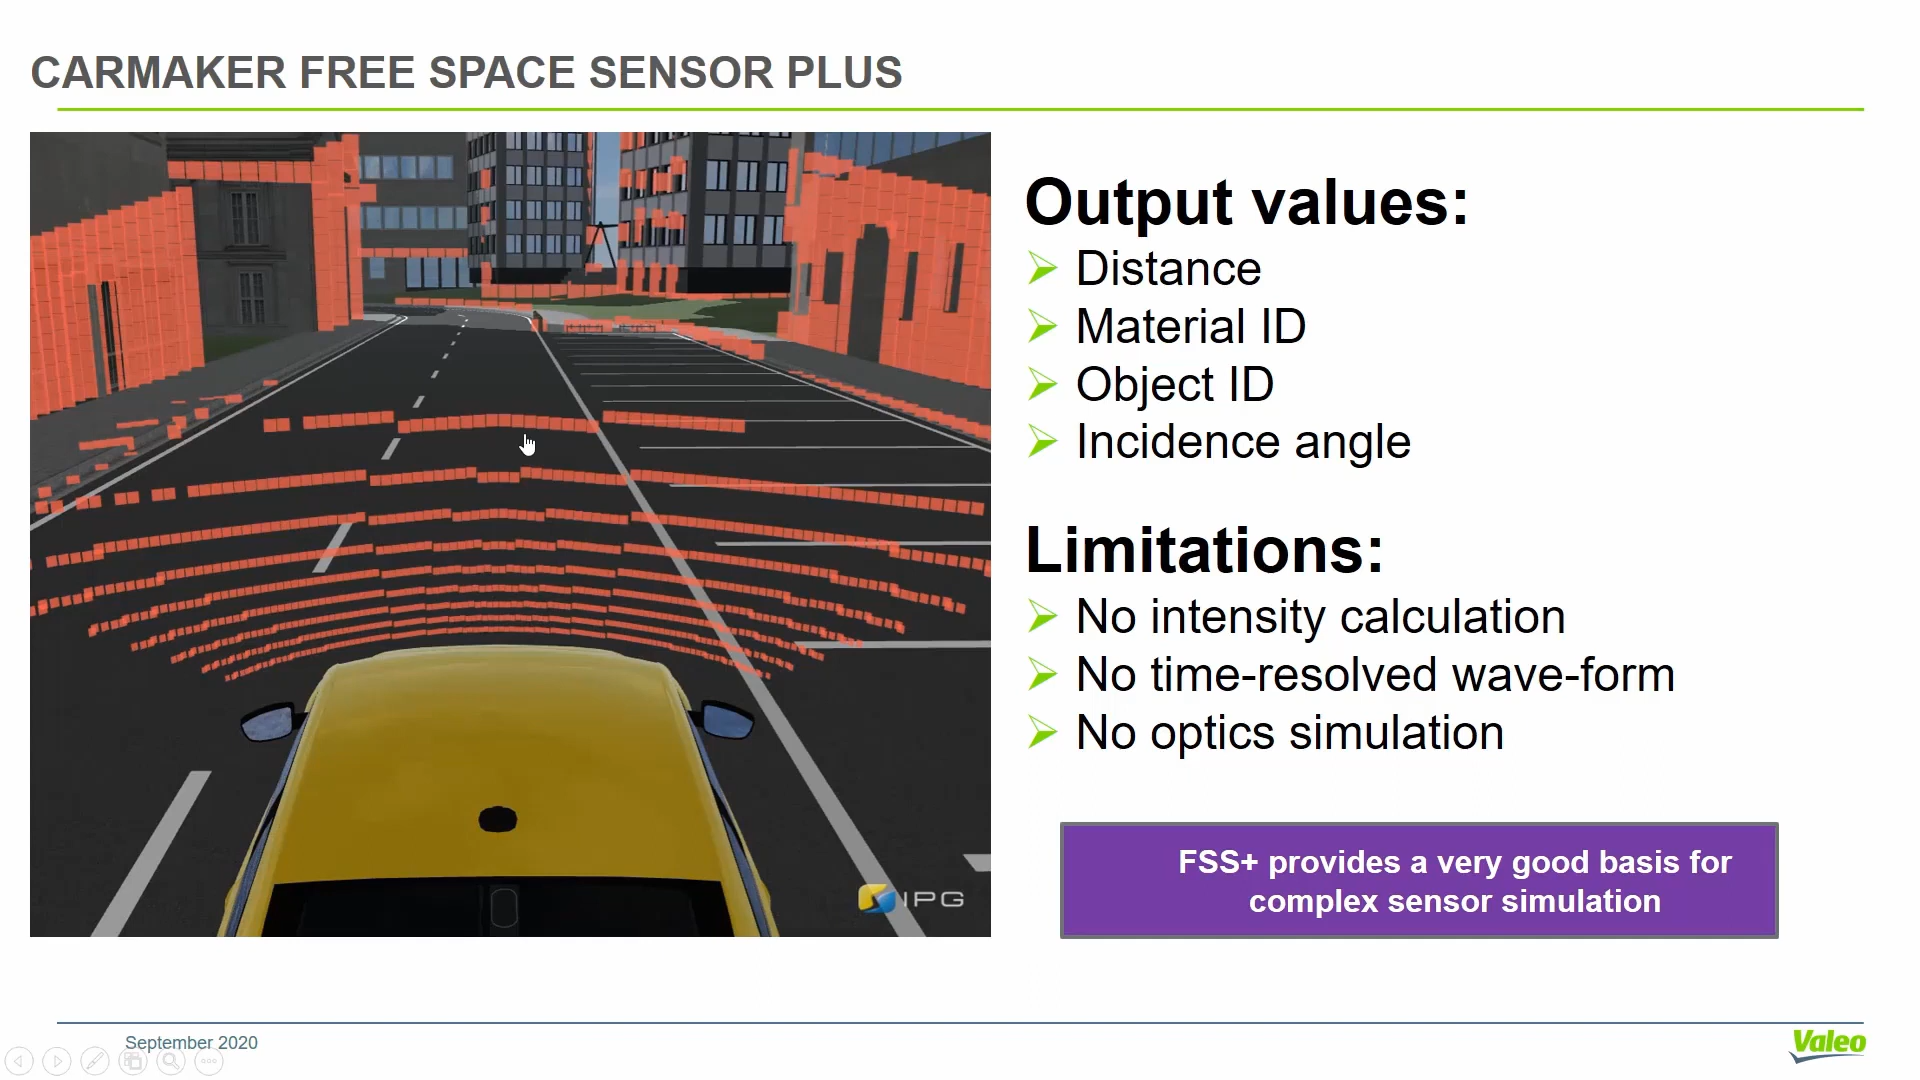 CARMAKER FREE SPACE SENSOR PLUS
Output values:
Distance
Material ID
Object ID
Incidence angle
Limitations:
No intensity calculation
No time-resolved wave-form
No optics simulation
FSS+ provides a very good basis for
complex sensor simulation
IPG
September 2020
Valeo